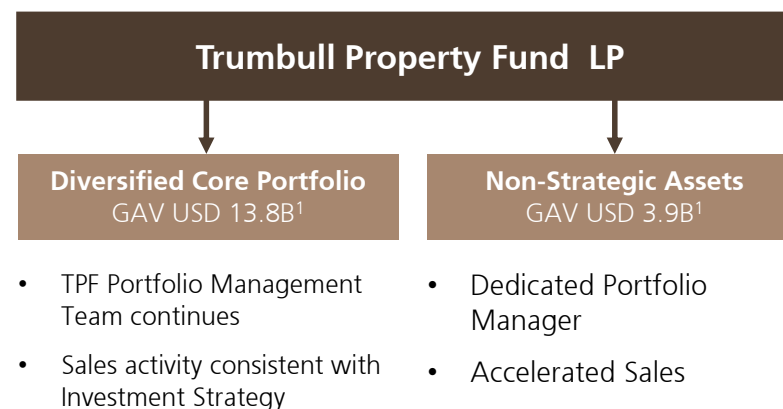 Trumbull Property Fund LP
Diversified Core Portfolio
GAV USD 13.8B¹
Non-Strategic Assets
GAV USD 3.9B¹
• TPF Portfolio Management
Team continues
• Sales activity consistent with
Investment Strategy
• Dedicated Portfolio
Manager
• Accelerated Sales